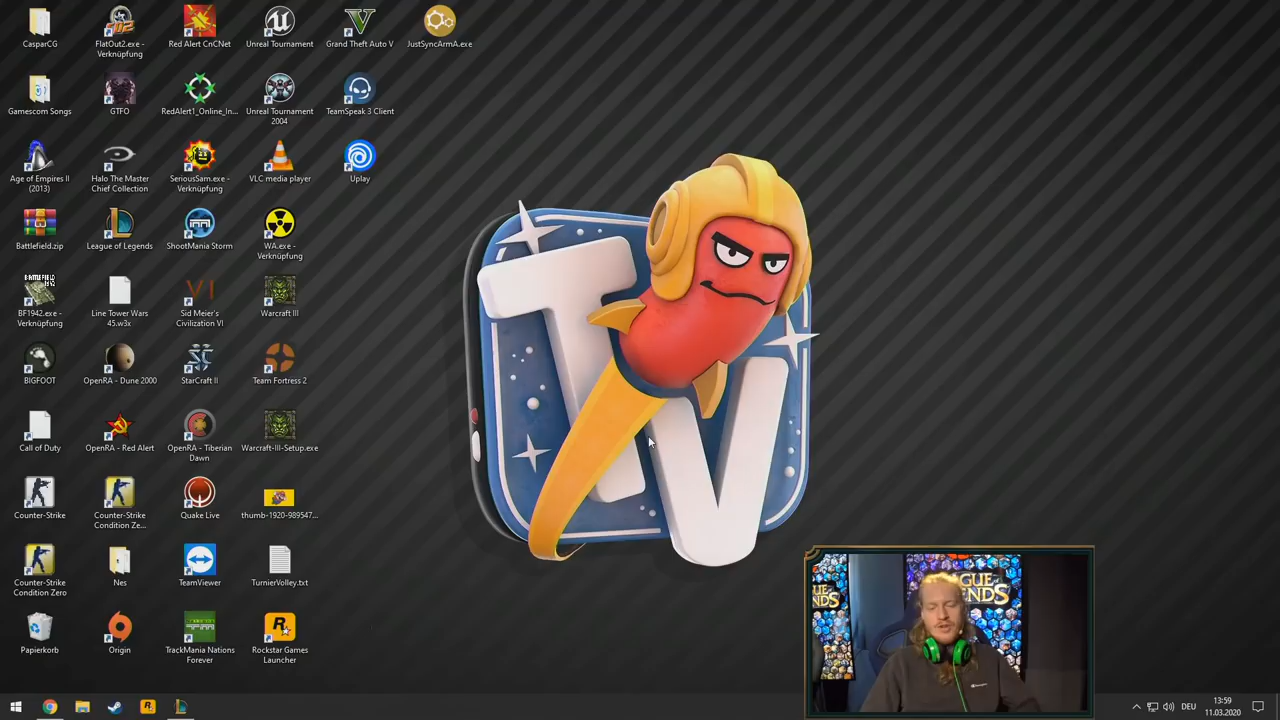 CasparCG
FlatOut2.exe -
Verknüpfung
Red Alert CnCNet
Unreal Tournament
Grand Theft Auto V
JustSyncArmA.exe
Gamescom Songs
GTFO
RedAlert1_Online_In...
Unreal Tournament
2004
TeamSpeak 3 Client
Age of Empires II
(2013)
Halo The Master
Chief Collection
SeriousSam.exe -
Verknüpfung
VLC media player
Uplay
Battlefield.zip
League of Legends
ShootMania Storm
WA.exe -
Verknüpfung
BF1942.exe -
Verknüpfung
Line Tower Wars
45.w3x
Sid Meier's
Civilization VI
Warcraft III
BIGFOOT
OpenRA - Dune 2000
StarCraft II
Team Fortress 2
Call of Duty
OpenRA - Red Alert
OpenRA - Tiberian
Dawn
Warcraft-III-Setup.exe
Counter-Strike
Counter-Strike
Condition Ze...
Quake Live
thumb-1920-989547...
Counter-Strike
Condition Zero
Nes
TeamViewer
TurnierVolley.txt
Papierkorb
Origin
TrackMania Nations
Forever
Rockstar Games
Launcher
TV
DEU
13:59
11.03.2020